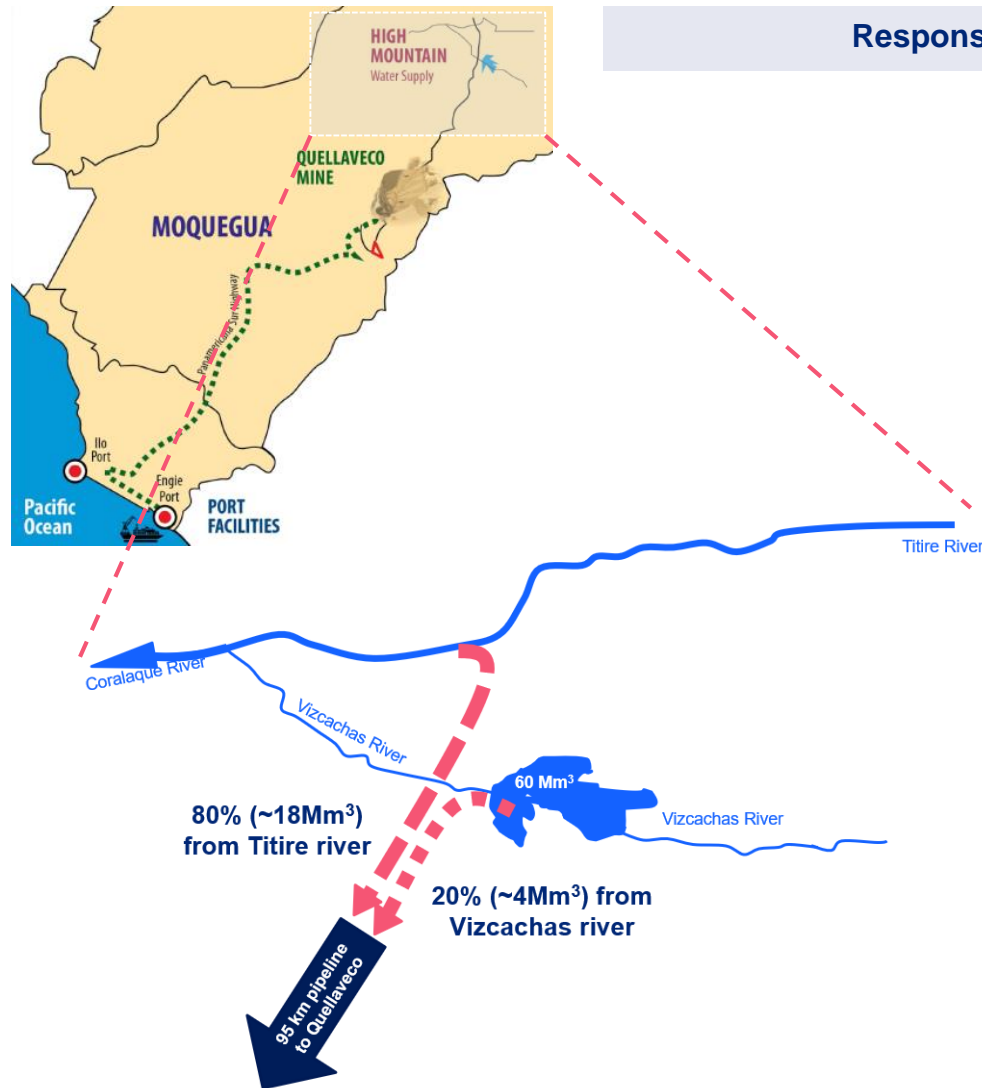 HIGH
MOUNTAIN
Water Supply
Respons
QUELLAVECO
MINE
MOQUEGUA
Panamericana Sur Highway
Ilo
Port
Engie
Port
Pacific
Ocean
PORT
FACILITIES
Titire River
Coralaque River
Vizcachas River
60 Mm³
Vizcachas River
80% (~18Mm³)
from Titire river
20% (~4Mm³) from
Vizcachas river
95 km pipeline
to Quellaveco